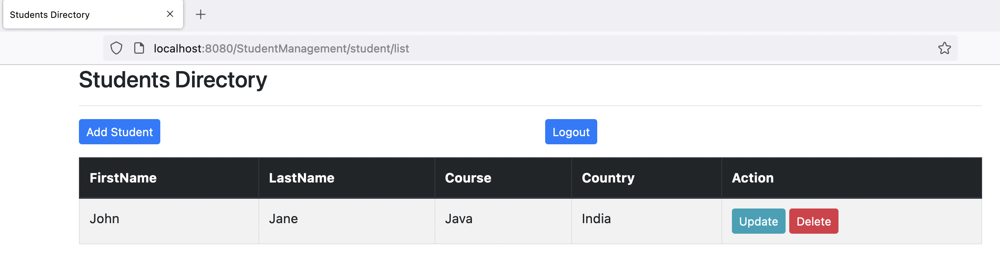 Students Directory
localhost:8080/StudentManagement/student/list
Students Directory
Add Student Logout
FirstName LastName Course Country Action
John Jane Java India Update Delete